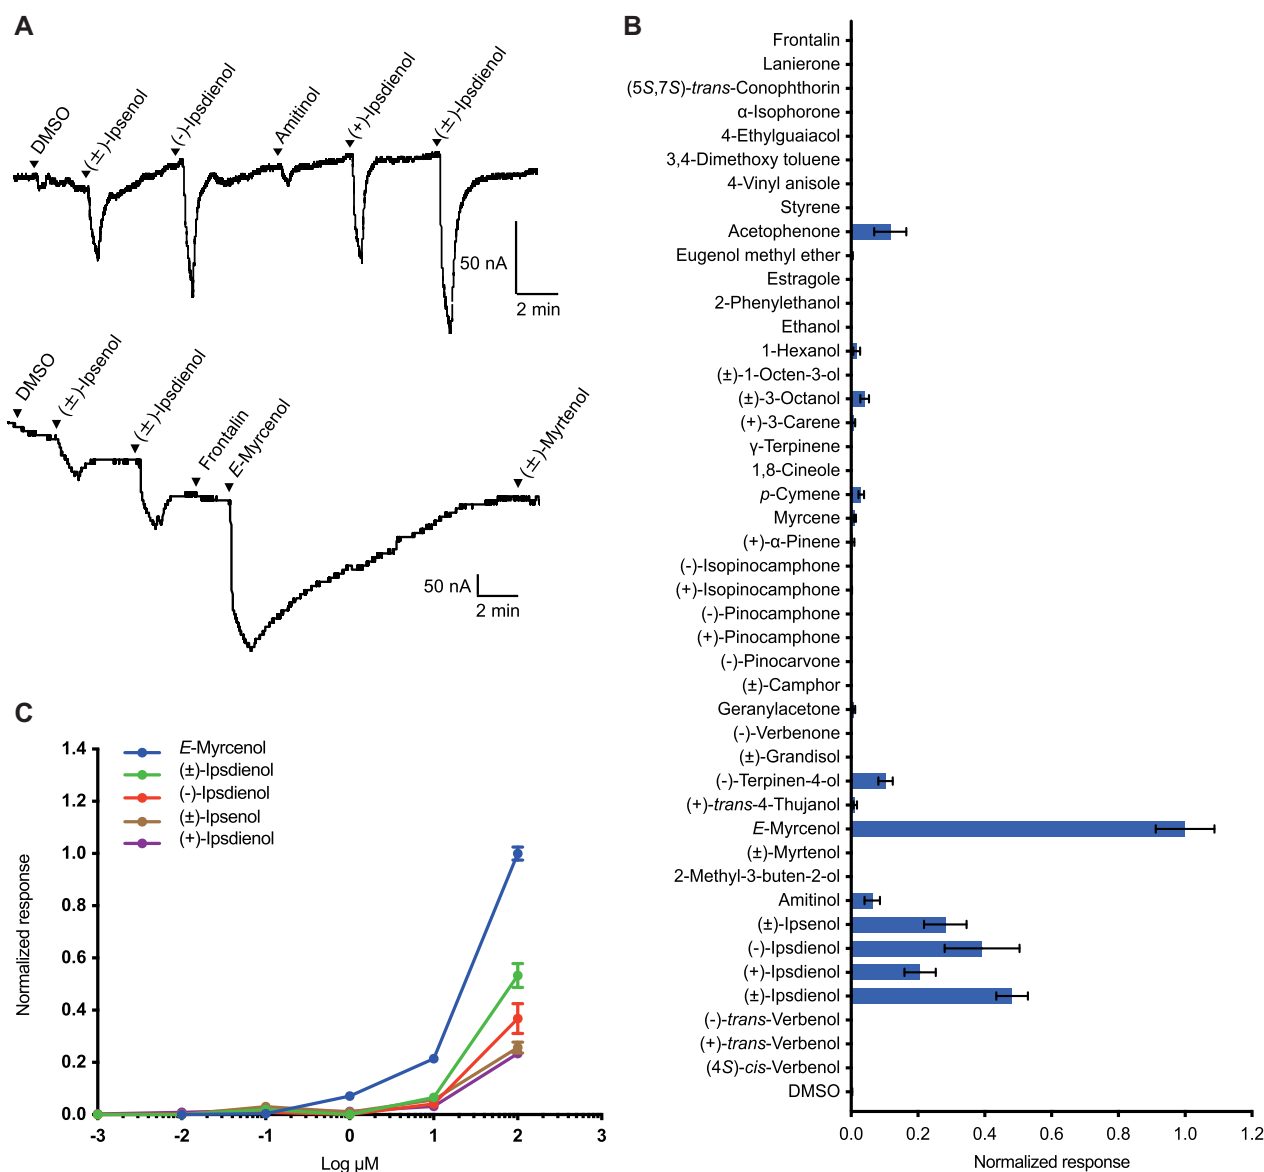 A
DMSO
(±)-Ipsenol
(-)-Ipsdienol
Amitinol
(+)-Ipsdienol
(±)-Ipsdienol
50 nA
2 min
DMSO
(±)-Ipsenol
(±)-Ipsdienol
Frontalin
E-Myrcenol
(±)-Myrtenol
50 nA
2 min
B
Frontalin
Lanierone
(5S,7S)-trans-Conophthorin
α-Isophorone
4-Ethylguaiacol
3,4-Dimethoxy toluene
4-Vinyl anisole
Styrene
Acetophenone
Eugenol methyl ether
Estragole
2-Phenylethanol
Ethanol
1-Hexanol
(±)-1-Octen-3-ol
(±)-3-Octanol
(+)-3-Carene
γ-Terpinene
1,8-Cineole
p-Cymene
Myrcene
(+)-α-Pinene
(-)-Isopinocamphone
(+)-Isopinocamphone
(-)-Pinocamphone
(+)-Pinocamphone
(-)-Pinocarvone
(±)-Camphor
Geranylacetone
(-)-Verbenone
(±)-Grandisol
(-)-Terpinen-4-ol
(+)-trans-4-Thujanol
E-Myrcenol
(±)-Myrtenol
2-Methyl-3-buten-2-ol
Amitinol
(±)-Ipsenol
(-)-Ipsdienol
(+)-Ipsdienol
(±)-Ipsdienol
(-)-trans-Verbenol
(+)-trans-Verbenol
(4S)-cis-Verbenol
DMSO
0.0 0.2 0.4 0.6 0.8 1.0 1.2
Normalized response
C
E-Myrcenol
(±)-Ipsdienol
(-)-Ipsdienol
(±)-Ipsenol
(+)-Ipsdienol
Normalized response
1.4
1.2
1.0
0.8
0.6
0.4
0.2
0.0
-3 -2 -1 0 1 2 3
Log µM